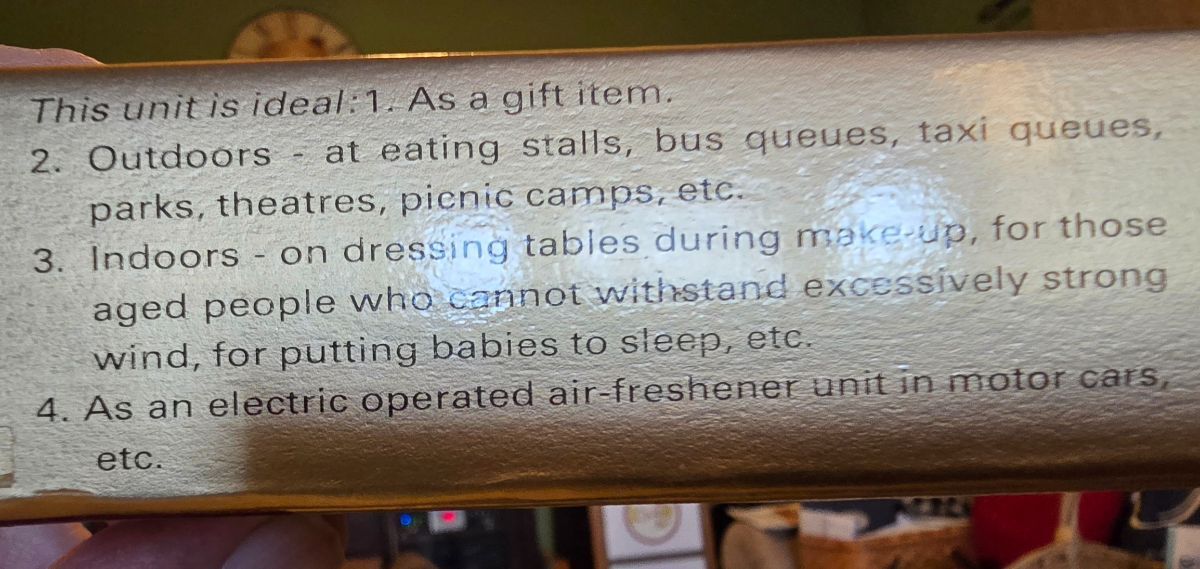 This unit is ideal:1. As a gift item.
2. Outdoors - at eating stalls, bus queues, taxi queues,
parks, theatres, picnic camps, etc.
3. Indoors - on dressing tables during make-up, for those
aged people who cannot withstand excessively strong
wind, for putting babies to sleep, etc.
4. As an electric operated air-freshener unit in motor cars,
etc.